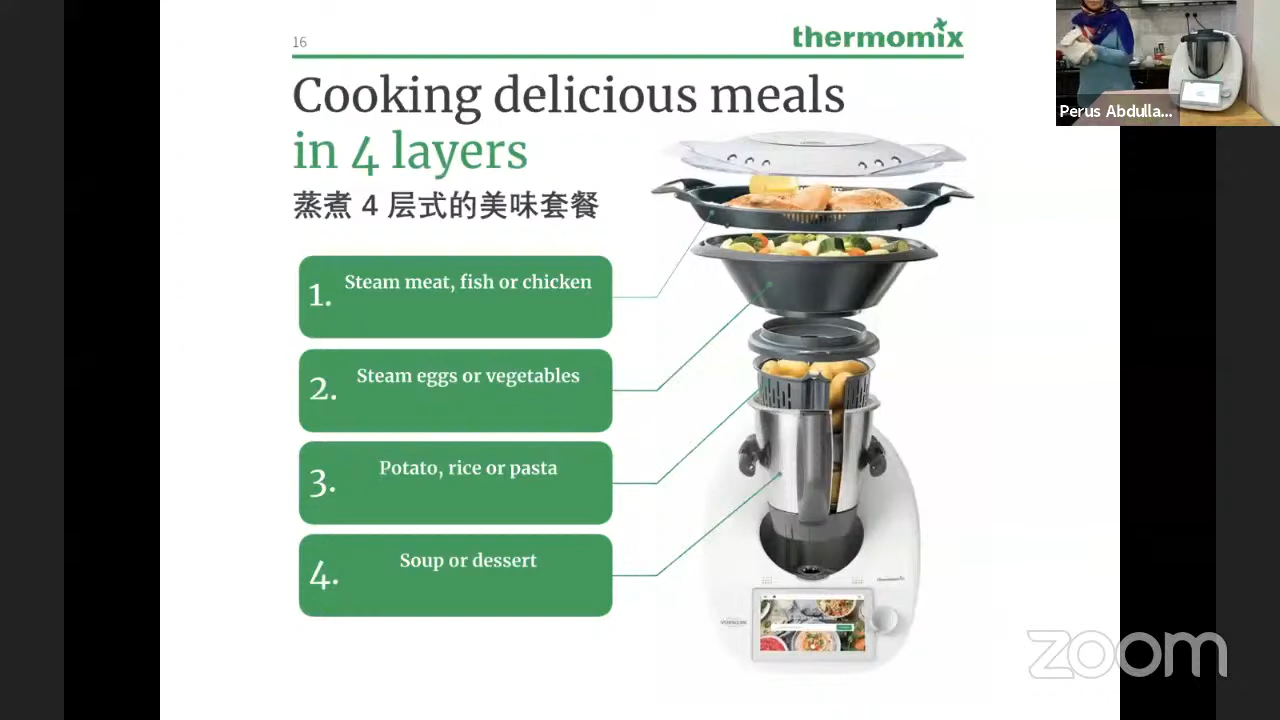 16
thermomix
Cooking delicious meals
in 4 layers
蒸煮 4 层式的美味套餐
1.
Steam meat, fish or chicken
2.
Steam eggs or vegetables
3.
Potato, rice or pasta
4.
Soup or dessert
Perus Abdulla...
thermomix
zoom